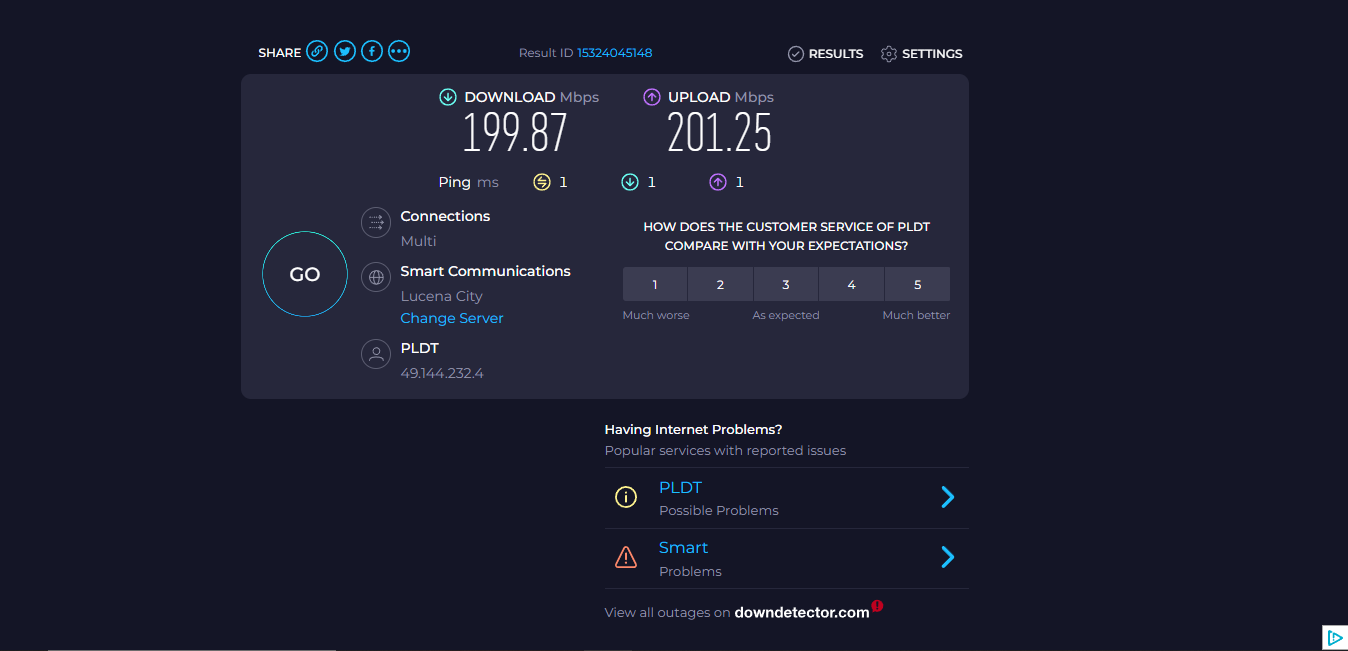 SHARE
Result ID 15324045148
RESULTS
SETTINGS
DOWNLOAD Mbps
199.87
UPLOAD Mbps
201.25
Ping ms 1 1 1
GO
Connections
Multi
Smart Communications
Lucena City
Change Server
PLDT
49.144.232.4
HOW DOES THE CUSTOMER SERVICE OF PLDT
COMPARE WITH YOUR EXPECTATIONS?
1 2 3 4 5
Much worse As expected Much better
Having Internet Problems?
Popular services with reported issues
PLDT
Possible Problems
Smart
Problems
View all outages on downdetector.com